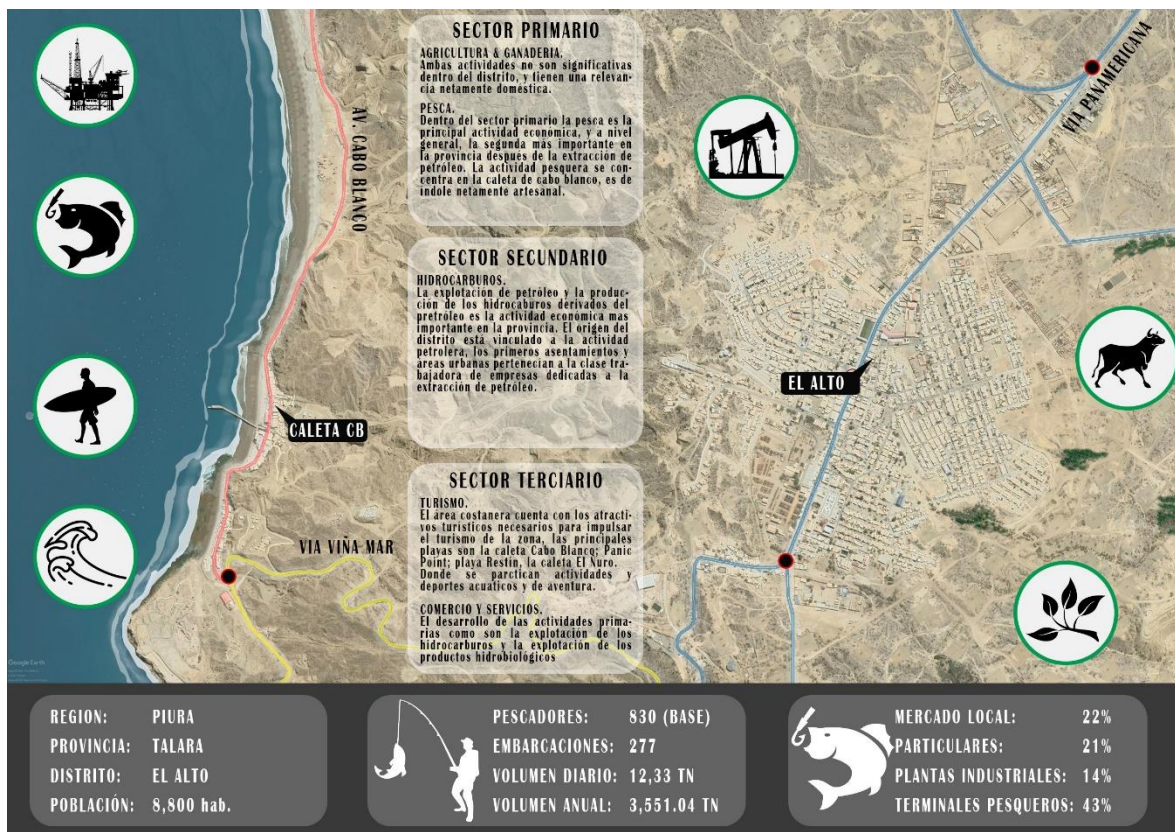 SECTOR PRIMARIO
AGRICULTURA & GANADERIA.
Ambas actividades no son significativas
dentro del distrito, y tienen una relevan-
cia netamente doméstica.
PESCA.
Dentro del sector primario la pesca es la
principal actividad económica, y a nivel
general, la segunda más importante en
la provincia después de la extracción de
petróleo. La actividad pesquera se con-
centra en la caleta de cabo blanco, es de
índole netamente artesanal.
SECTOR SECUNDARIO
HIDROCARBUROS.
La explotación de petróleo y la produc-
ción de los hidrocaburos derivados del
pretróleo es la actividad económica mas
importante en la provincia. El origen del
distrito está vinculado a la actividad
petrolera, los primeros asentamientos y
areas urbanas pertenecian a la clase tra-
bajadora de empresas dedicadas a la
extracción de petróleo.
SECTOR TERCIARIO
TURISMO.
El área costanera cuenta con los atracti-
vos turísticos necesarios para impulsar
el turismo de la zona, las principales
playas son la caleta Cabo Blanco; Panic
Point; playa Restin, la caleta El Ñuro.
Donde se parctican actividades y
deportes acuaticos y de aventura.
COMERCIO Y SERVICIOS.
El desarrollo de las actividades prima-
rias como son la explotación de los
hidrocarburos y la explotación de los
productos hidrobiológicos
AV. CABO BLANCO
CALETA CB
VIA VIÑA MAR
VIA PANAMERICANA
EL ALTO
Google Earth
REGION: PIURA
PROVINCIA: TALARA
DISTRITO: EL ALTO
POBLACIÓN: 8,800 hab.
PESCADORES: 830 (BASE)
EMBARCACIONES: 277
VOLUMEN DIARIO: 12,33 TN
VOLUMEN ANUAL: 3,551.04 TN
MERCADO LOCAL: 22%
PARTICULARES: 21%
PLANTAS INDUSTRIALES: 14%
TERMINALES PESQUEROS: 43%